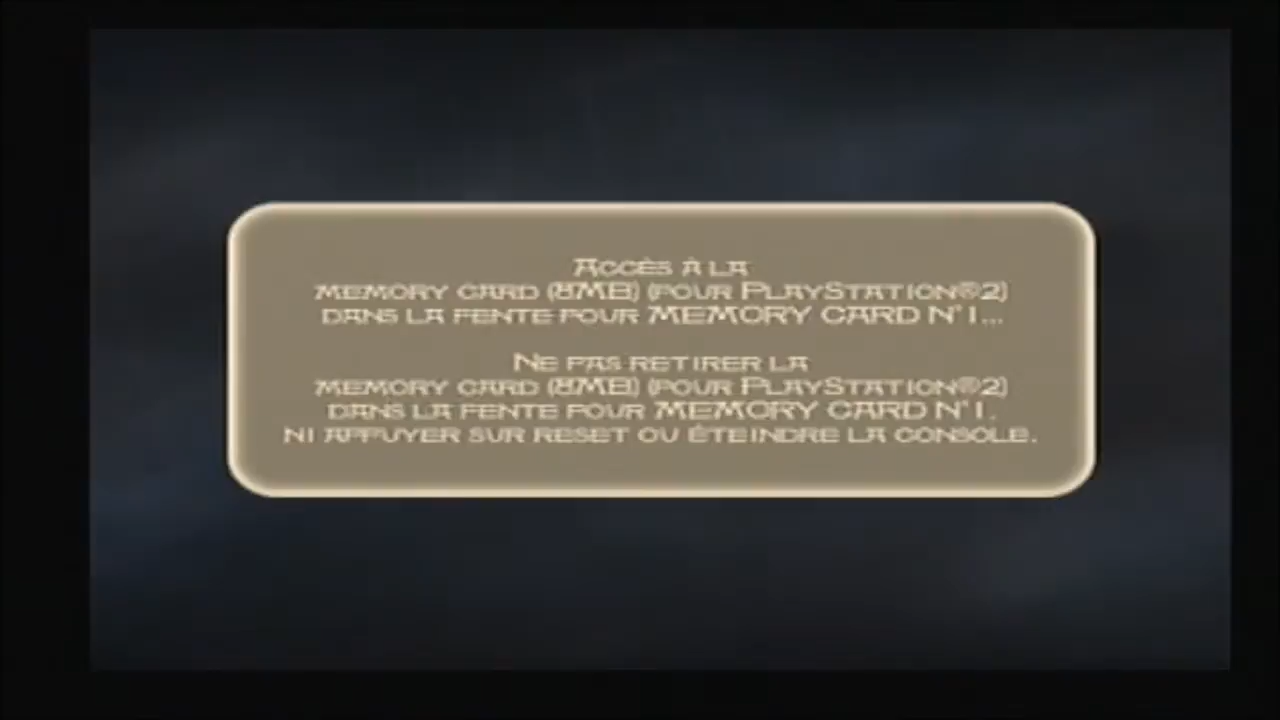 Accès à la
memory card (8MB) (pour PlayStation®2)
dans la fente pour MEMORY CARD N°1...
Ne pas retirer la
memory card (8MB) (pour PlayStation®2)
dans la fente pour MEMORY CARD N°1,
ni appuyer sur reset ou éteindre la console.